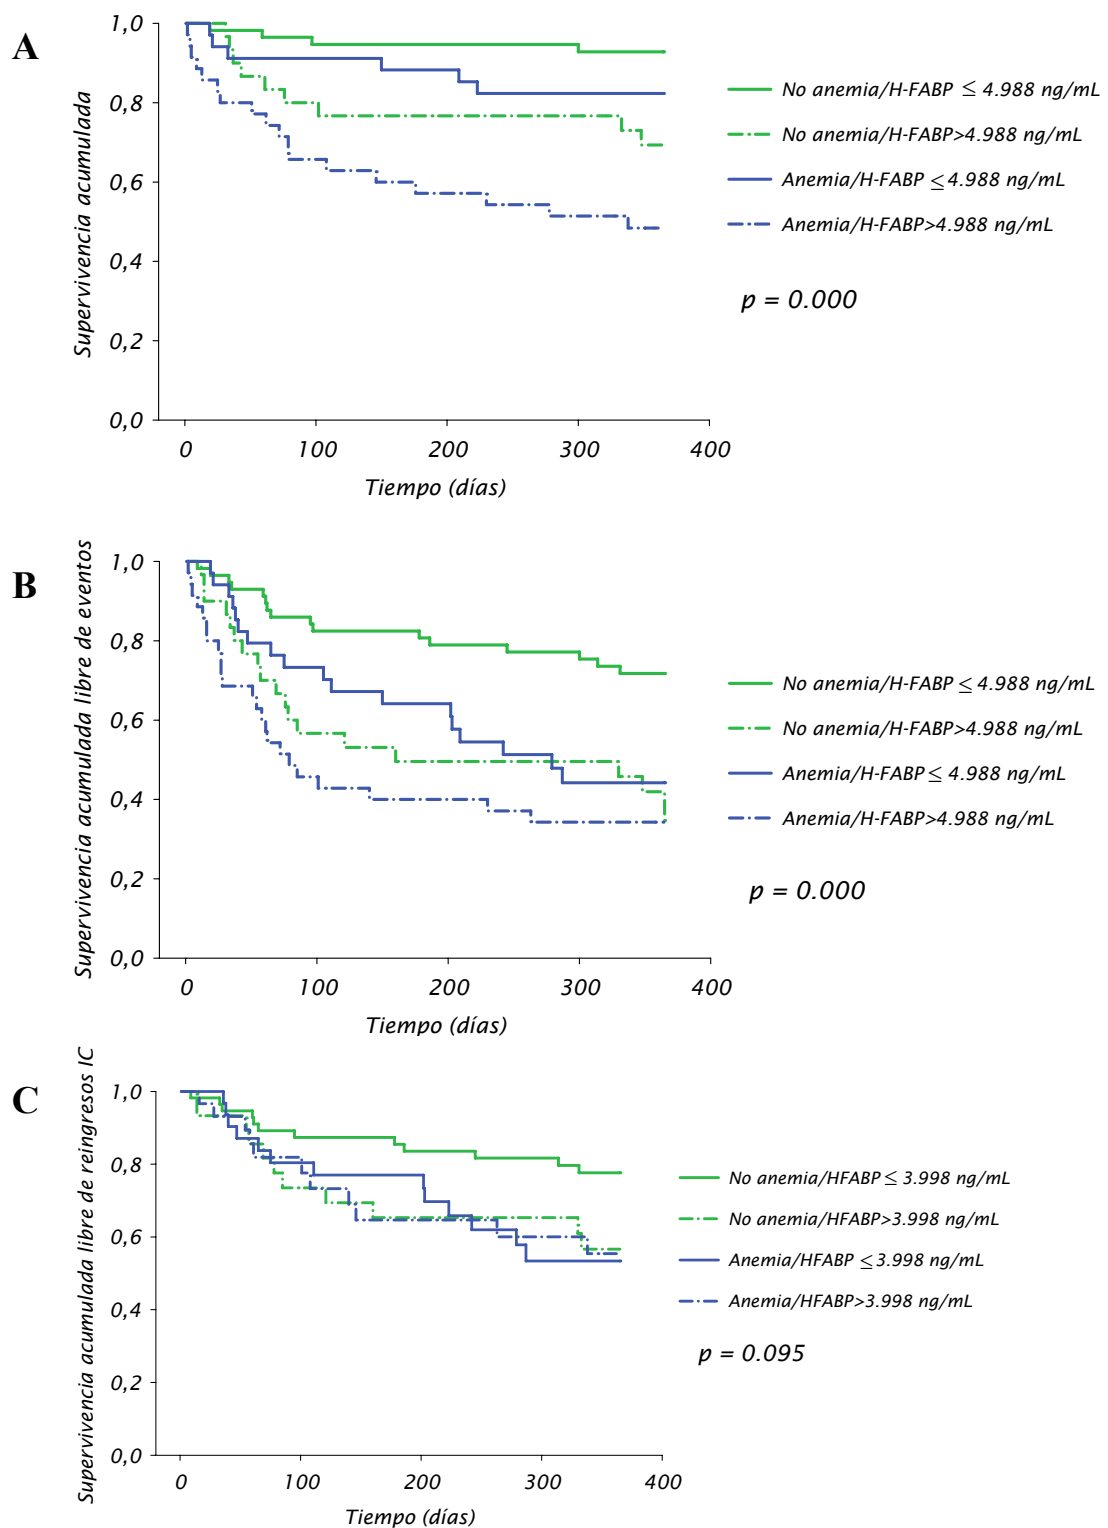 A
Supervivencia acumulada
1,0
0,8
0,6
0,4
0,2
0,0
0 100 200 300 400
Tiempo (días)
No anemia/H-FABP ≤ 4.988 ng/mL
No anemia/H-FABP>4.988 ng/mL
Anemia/H-FABP ≤ 4.988 ng/mL
Anemia/H-FABP>4.988 ng/mL
p = 0.000
B
Supervivencia acumulada libre de eventos
1,0
0,8
0,6
0,4
0,2
0,0
0 100 200 300 400
Tiempo (días)
No anemia/H-FABP ≤ 4.988 ng/mL
No anemia/H-FABP>4.988 ng/mL
Anemia/H-FABP ≤ 4.988 ng/mL
Anemia/H-FABP>4.988 ng/mL
p = 0.000
C
Supervivencia acumulada libre de reingresos IC
1,0
0,8
0,6
0,4
0,2
0,0
0 100 200 300 400
Tiempo (días)
No anemia/HFABP ≤ 3.998 ng/mL
No anemia/HFABP>3.998 ng/mL
Anemia/HFABP ≤ 3.998 ng/mL
Anemia/HFABP>3.998 ng/mL
p = 0.095